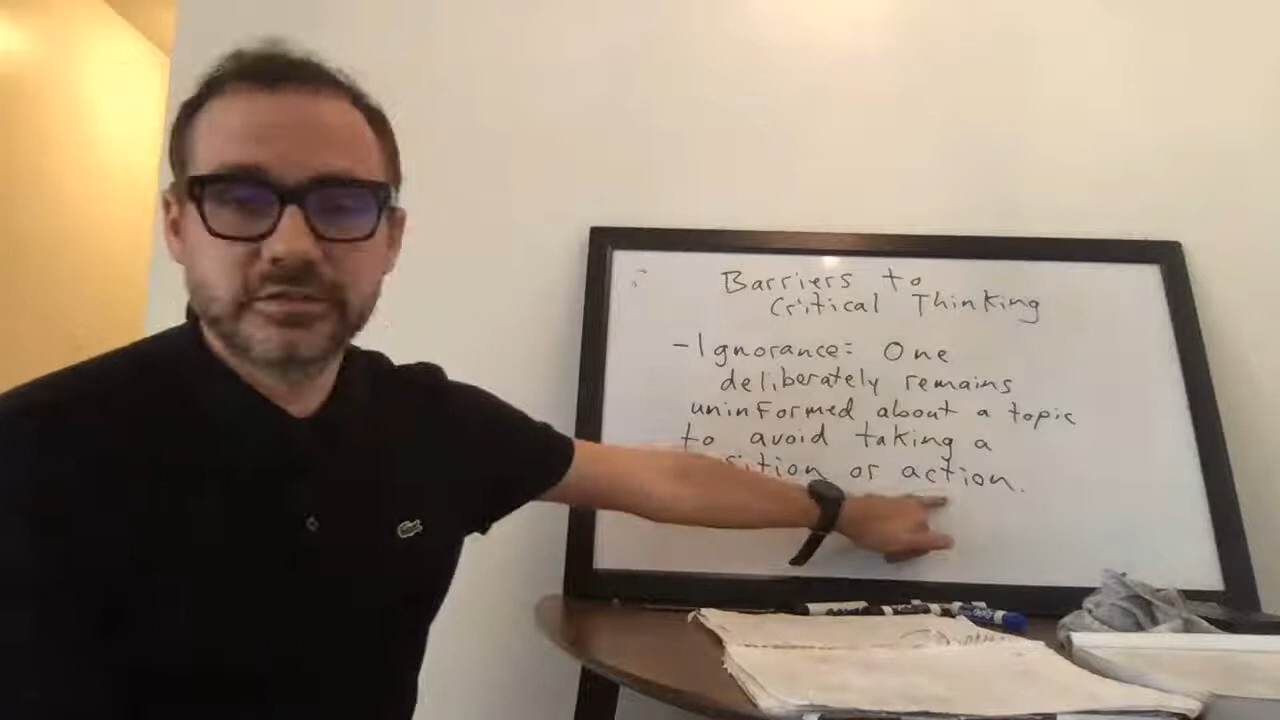 Barriers to
Critical Thinking
- Ignorance: One
deliberately remains
uninformed about a topic
to avoid taking a
or action.